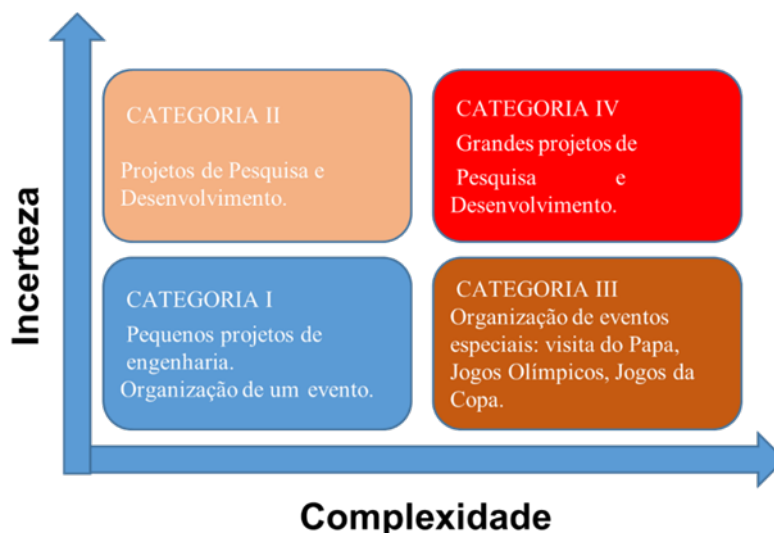 Incerteza
CATEGORIA II
Projetos de Pesquisa e
Desenvolvimento.
CATEGORIA IV
Grandes projetos de
Pesquisa e
Desenvolvimento.
CATEGORIA I
Pequenos projetos de
engenharia.
Organização de um evento.
CATEGORIA III
Organização de eventos
especiais: visita do Papa,
Jogos Olímpicos, Jogos da
Copa.
Complexidade